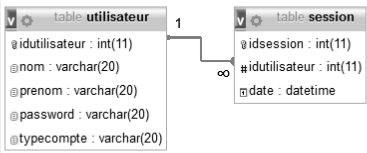 v table utilisateur
idutilisateur : int(11)
nom : varchar(20)
prenom : varchar(20)
password : varchar(20)
typecompte : varchar(20)
1
∞
v table session
idsession : int(11)
# idutilisateur : int(11)
date : datetime